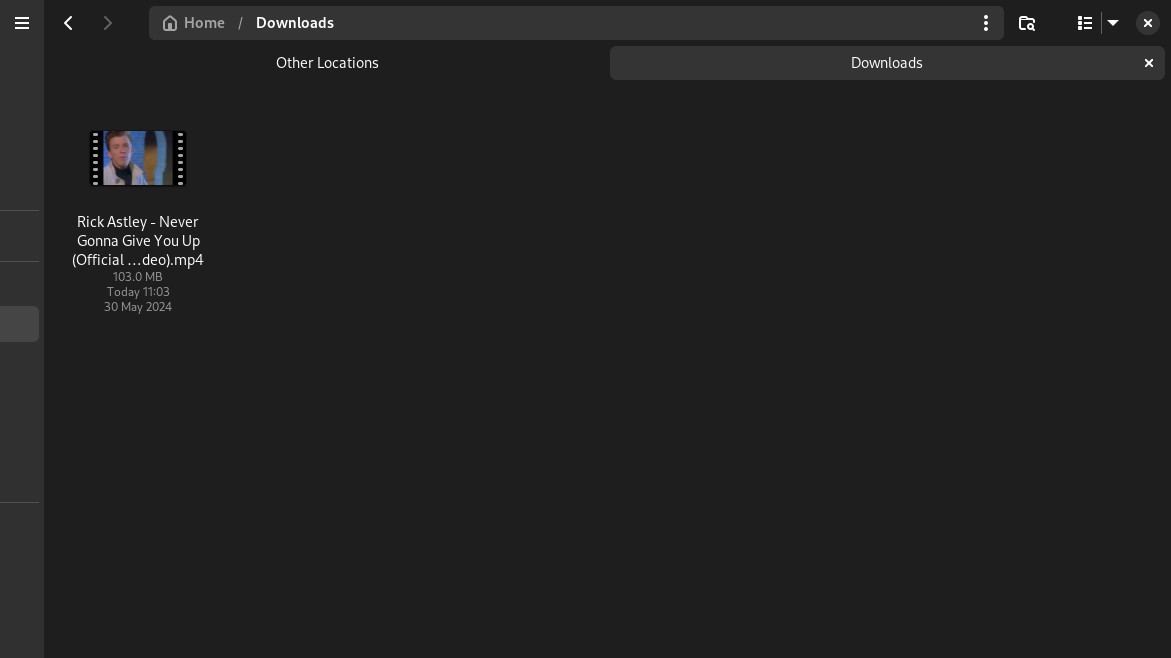 Home / Downloads
Other Locations
Downloads
Rick Astley - Never
Gonna Give You Up
(Official …deo).mp4
103.0 MB
Today 11:03
30 May 2024